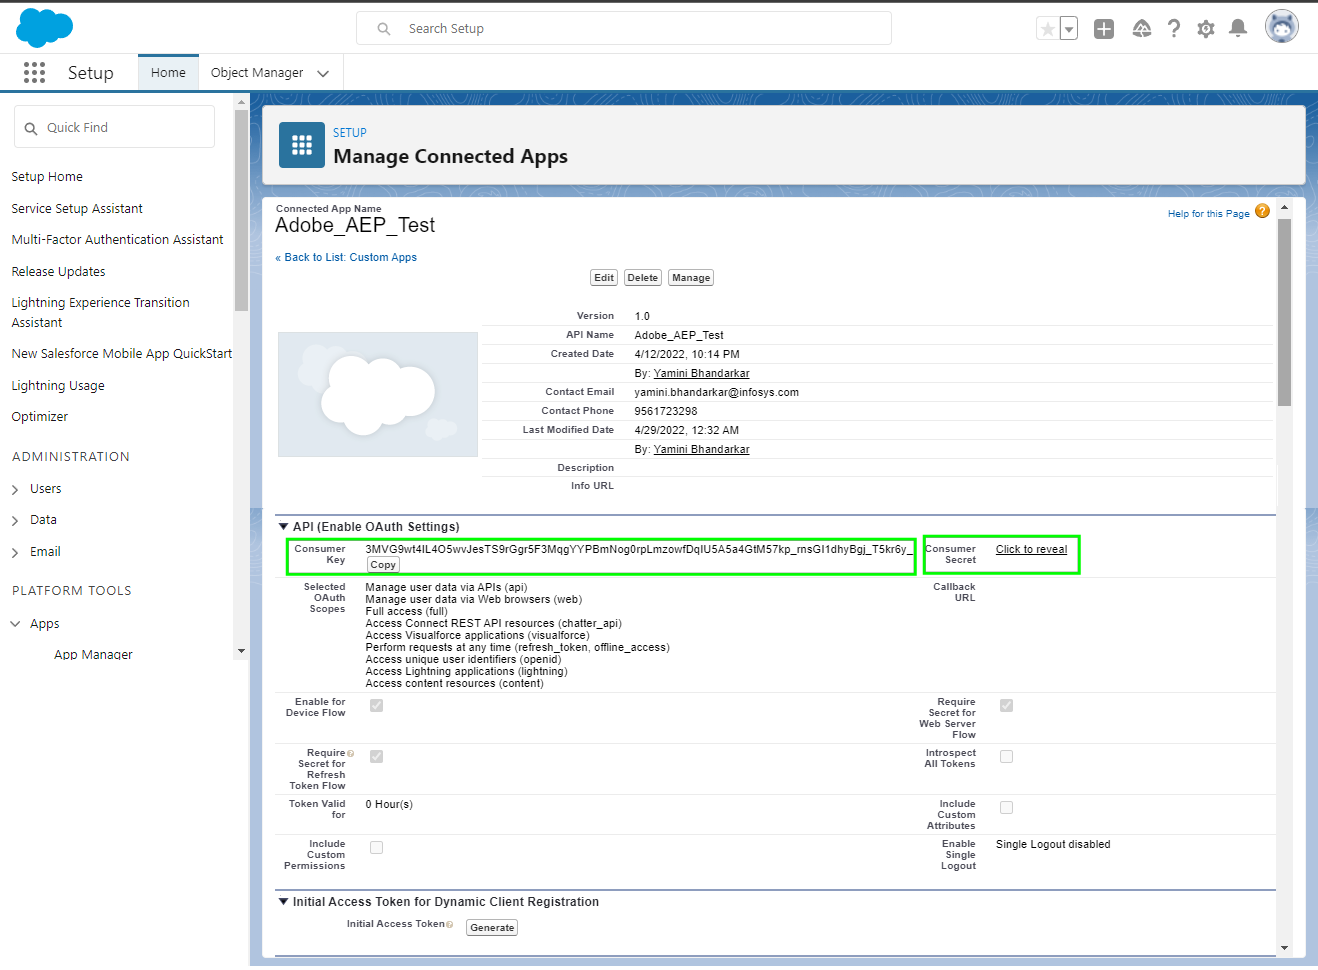 Search Setup
Setup
Home
Object Manager
Quick Find
Setup Home
Service Setup Assistant
Multi-Factor Authentication Assistant
Release Updates
Lightning Experience Transition
Assistant
New Salesforce Mobile App QuickStart
Lightning Usage
Optimizer
ADMINISTRATION
Users
Data
Email
PLATFORM TOOLS
Apps
App Manager
SETUP
Manage Connected Apps
Connected App Name
Adobe_AEP_Test
Help for this Page
« Back to List: Custom Apps
Edit Delete Manage
Version 1.0
API Name Adobe_AEP_Test
Created Date 4/12/2022, 10:14 PM
By: Yamini Bhandarkar
Contact Email yamini.bhandarkar@infosys.com
Contact Phone 9561723298
Last Modified Date 4/29/2022, 12:32 AM
By: Yamini Bhandarkar
Description
Info URL
API (Enable OAuth Settings)
Consumer Key 3MVG9wt4IL4O5wvJesTS9rGgr5F3MqgYYPBmNog0rpLmzowfDqIU5A5a4GtM57kp_rnsGI1dhyBgj_T5kr6y_
Copy
Consumer Secret Click to reveal
Selected OAuth Scopes
Manage user data via APIs (api)
Manage user data via Web browsers (web)
Full access (full)
Access Connect REST API resources (chatter_api)
Access Visualforce applications (visualforce)
Perform requests at any time (refresh_token, offline_access)
Access unique user identifiers (openid)
Access Lightning applications (lightning)
Access content resources (content)
Callback URL
Enable for Device Flow
Require Secret for Web Server Flow
Require Secret for Refresh Token Flow
Introspect All Tokens
Token Valid for 0 Hour(s)
Include Custom Attributes
Include Custom Permissions
Enable Single Logout Single Logout disabled
Initial Access Token for Dynamic Client Registration
Initial Access Token Generate